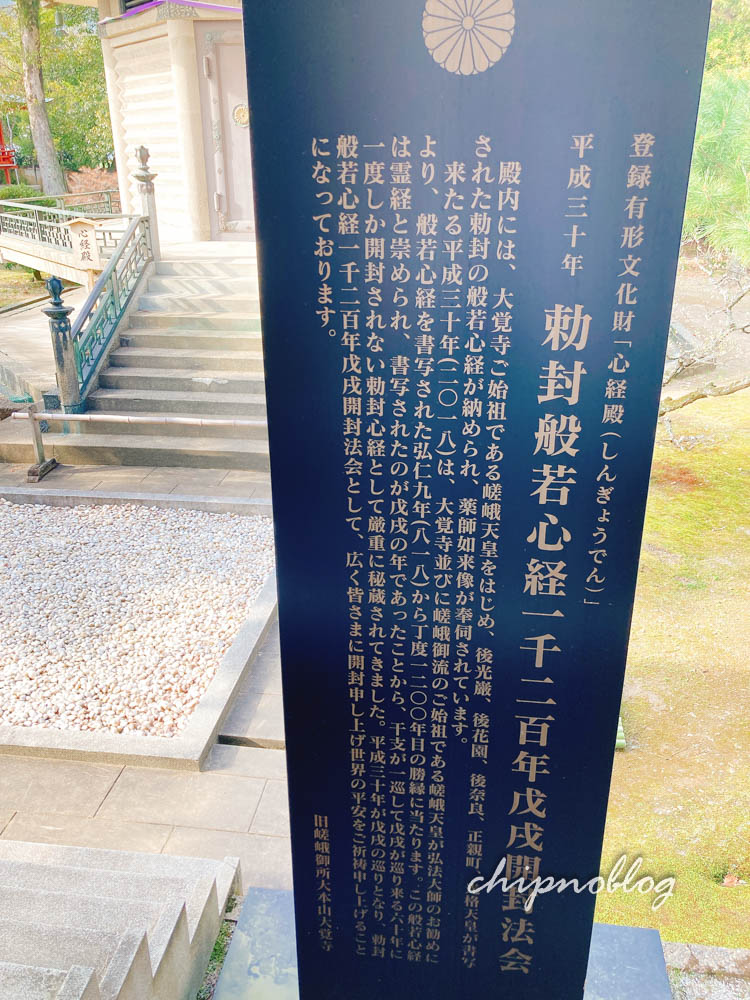 登録有形文化財「心経殿(しんぎょうでん)」
平成三十年 勅封般若心経一千二百年戊戌開封法会
殿内には、大覚寺ご始祖である嵯峨天皇をはじめ、後光厳、後花園、後奈良、正親町、格天皇が書写
された勅封の般若心経が納められ、薬師如来像が奉伺されています。
来たる平成三十年(二〇一八)は、大覚寺並びに嵯峨御流のご始祖である嵯峨天皇が弘法大師のお勧めに
より、般若心経を書写された弘仁九年(八一八)から丁度一二〇〇年目の勝縁に当たります。この般若心経
は霊経と崇められ、書写されたのが戊戌の年であったことから、干支が一巡して戊戌が巡り来る六十年に
一度しか開封されない勅封心経として厳重に秘蔵されてきました。平成三十年が戊戌の巡りとなり、勅封
般若心経一千二百年戊戌開封法会として、広く皆さまに開封申し上げ世界の平安をご祈祷申し上げること
になっております。
旧嵯峨御所大本山大覚寺
心経殿
chipnoblog